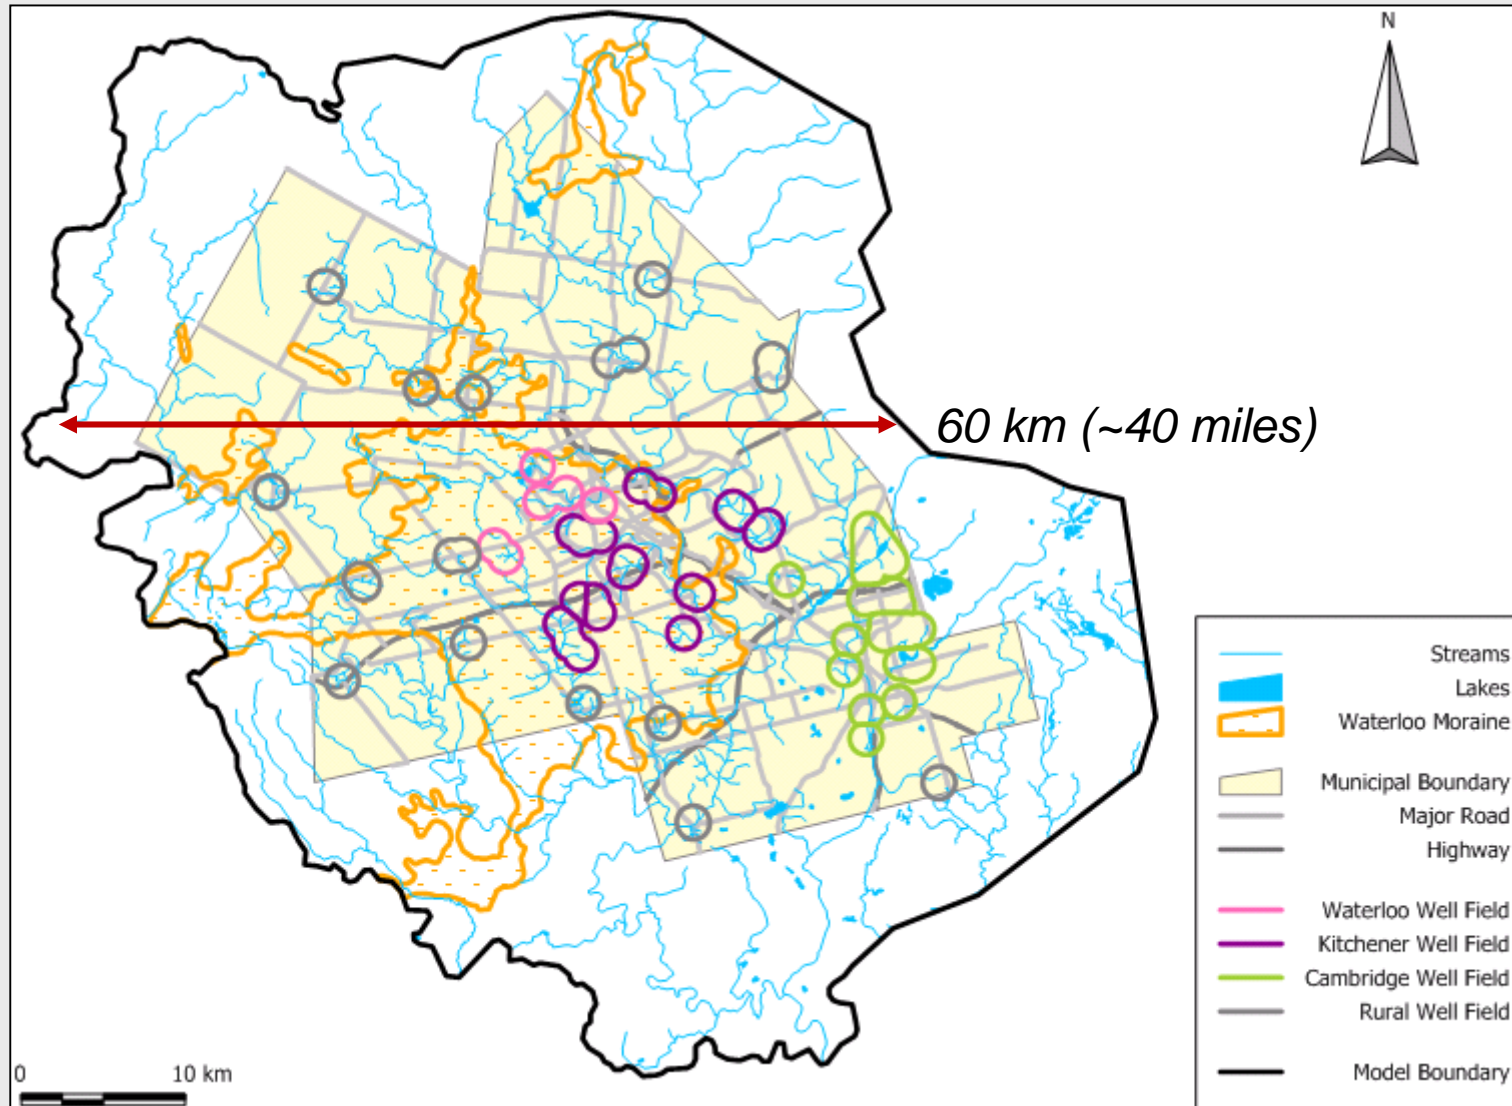 N
60 km (~40 miles)
Streams
Lakes
Waterloo Moraine
Municipal Boundary
Major Road
Highway
Waterloo Well Field
Kitchener Well Field
Cambridge Well Field
Rural Well Field
Model Boundary
0 10 km